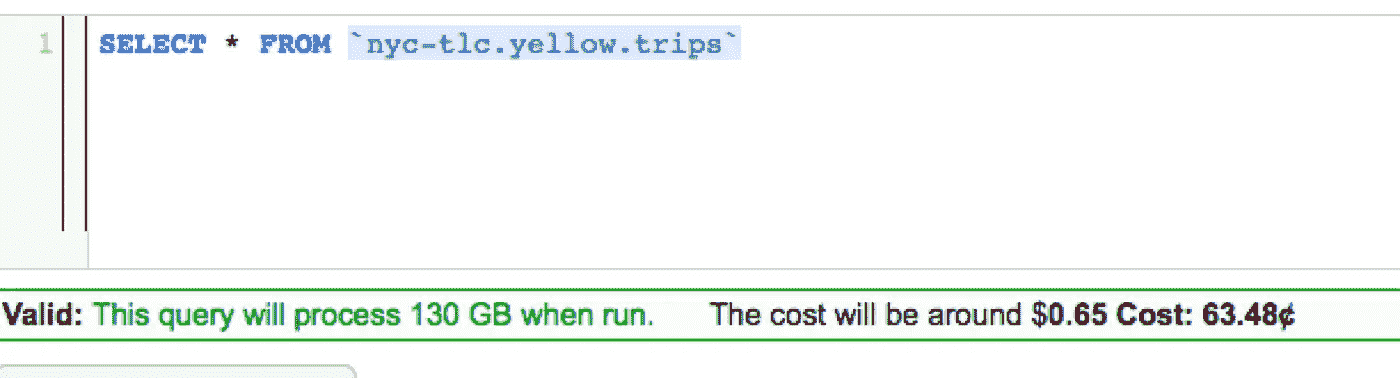 1 SELECT * FROM `nyc-tlc.yellow.trips`
Valid: This query will process 130 GB when run. The cost will be around $0.65 Cost: 63.48¢